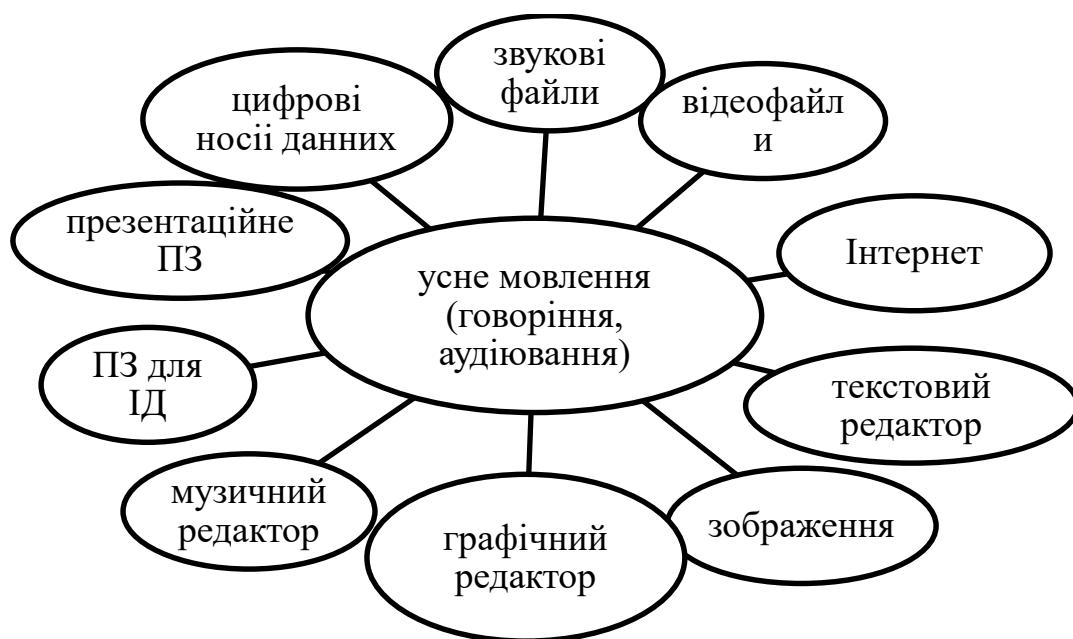 звукові
файли
відеофайл
и
Інтернет
текстовий
редактор
зображення
графічний
редактор
музичний
редактор
ПЗ для
ІД
презентаційне
ПЗ
цифрові
носіі данних
усне мовлення
(говоріння,
аудіювання)